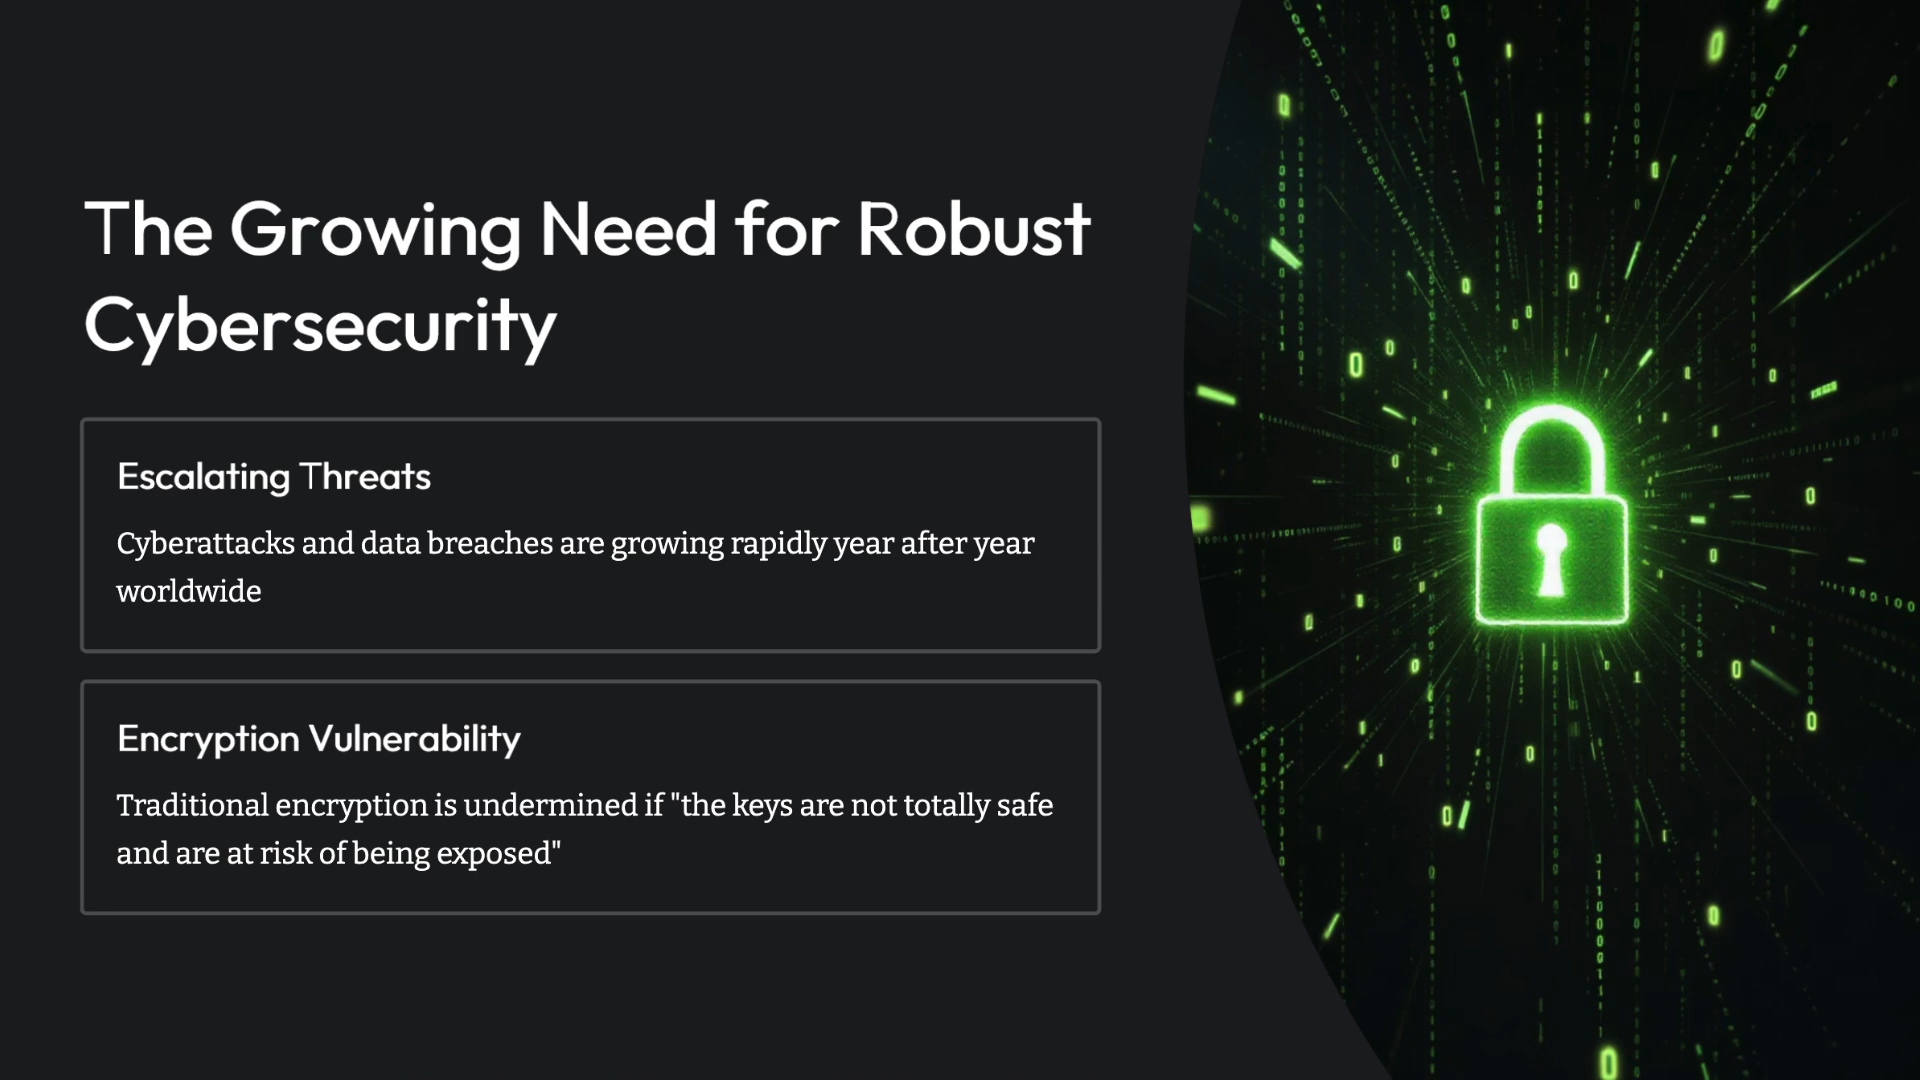 The Growing Need for Robust
Cybersecurity
Escalating Threats
Cyberattacks and data breaches are growing rapidly year after year
worldwide
Encryption Vulnerability
Traditional encryption is undermined if "the keys are not totally safe
and are at risk of being exposed"